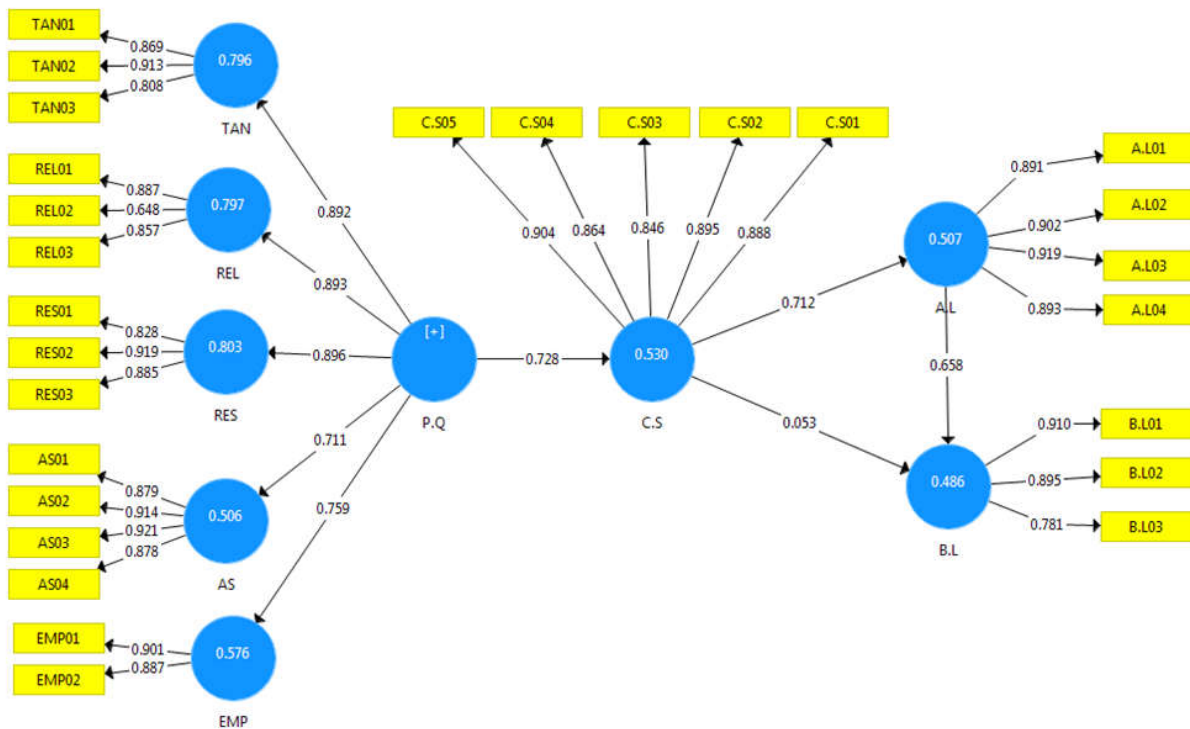 TAN01
TAN02
TAN03
0.869
0.913
0.808
0.796
TAN
REL01
REL02
REL03
0.887
0.648
0.857
0.797
REL
RES01
RES02
RES03
0.828
0.919
0.885
0.803
RES
AS01
AS02
AS03
AS04
0.879
0.914
0.921
0.878
0.506
AS
EMP01
EMP02
0.901
0.887
0.576
EMP
0.892
0.893
0.896
0.711
0.759
[+]
P.Q
0.728
C.S05
C.S04
C.S03
C.S02
C.S01
0.904
0.864
0.846
0.895
0.888
0.530
C.S
0.712
0.053
0.507
A.L
0.891
0.902
0.919
0.893
A.L01
A.L02
A.L03
A.L04
0.658
0.486
B.L
0.910
0.895
0.781
B.L01
B.L02
B.L03